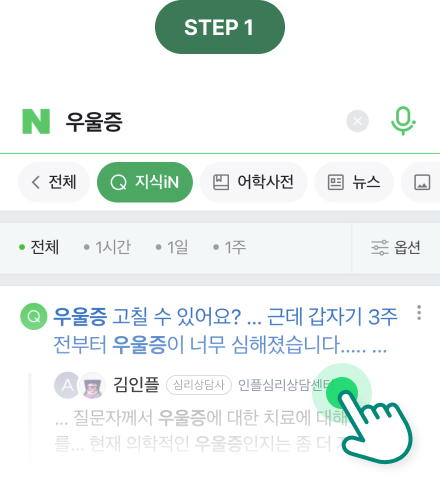 STEP 1
N 우울증
전체 지식iN 어학사전 뉴스
전체 1시간 1일 1주 옵션
Q 우울증 고칠 수 있어요? ... 근데 갑자기 3주
전부터 우울증이 너무 심해졌습니다..... ...
A 김인플 심리상담사 인플심리상담센터
... 질문자께서 우울증에 대한 치료에 대해
를... 현재 의학적인 우울증인지는 좀 더